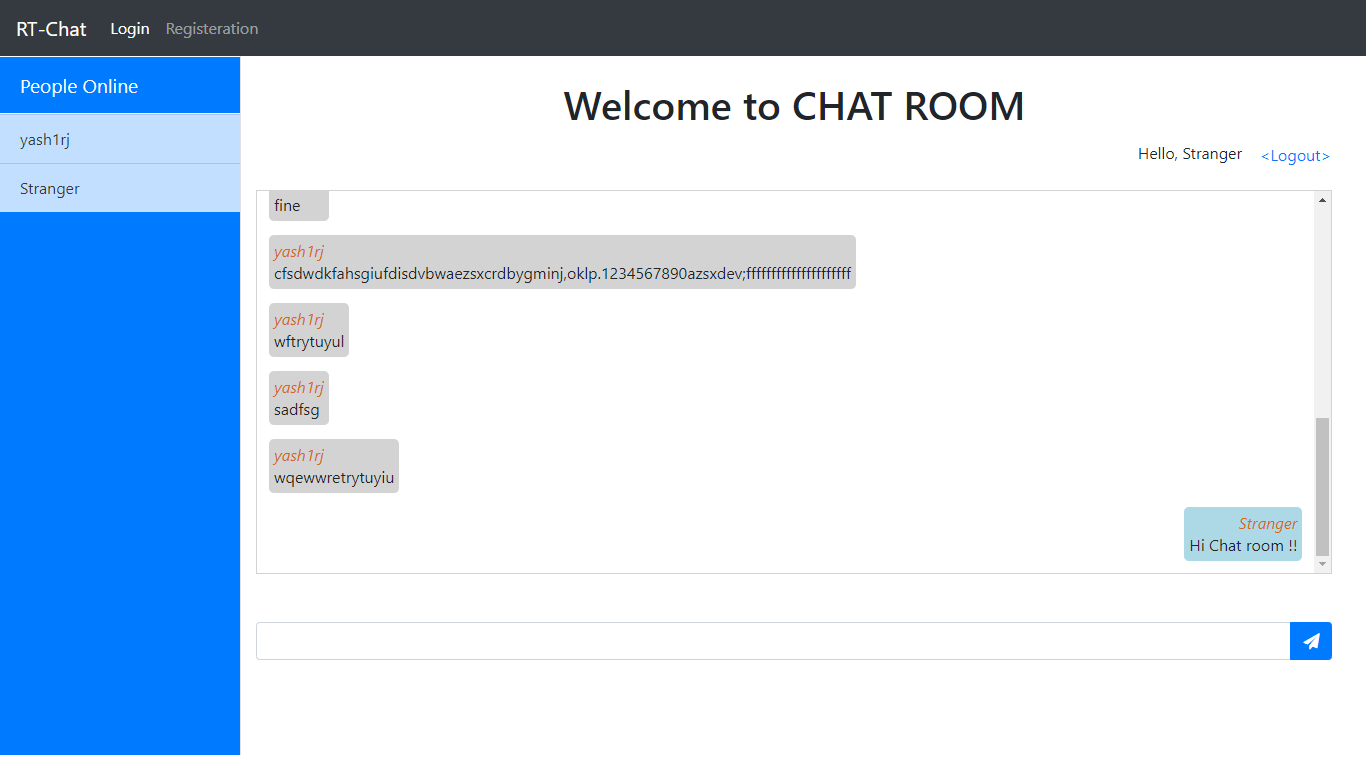 RT-Chat Login Registeration
People Online
yash1rj
Stranger
Welcome to CHAT ROOM
Hello, Stranger <Logout>
fine
yash1rj
cfsdwdkfahsgiufdisdvbwaezsxcrdbygminj,oklp.1234567890azsxdev;fffffffffffffffffffff
yash1rj
wftrytuyul
yash1rj
sadfsg
yash1rj
wqewwretrytuyiu
Stranger
Hi Chat room !!